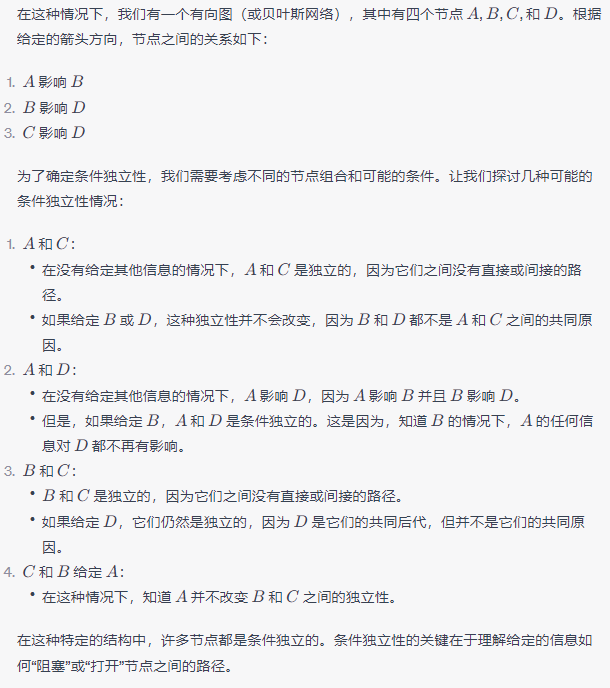 在这种情况下，我们有一个有向图（或贝叶斯网络），其中有四个节点 A, B, C, 和 D。根据
给定的箭头方向，节点之间的关系如下：
1. A 影响 B
2. B 影响 D
3. C 影响 D
为了确定条件独立性，我们需要考虑不同的节点组合和可能的条件。让我们探讨几种可能的
条件独立性情况：
1. A 和 C：
• 在没有给定其他信息的情况下，A 和 C 是独立的，因为它们之间没有直接或间接的路
径。
• 如果给定 B 或 D，这种独立性并不会改变，因为 B 和 D 都不是 A 和 C 之间的共同原
因。
2. A 和 D：
• 在没有给定其他信息的情况下，A 影响 D，因为 A 影响 B 并且 B 影响 D。
• 但是，如果给定 B，A 和 D 是条件独立的。这是因为，知道 B 的情况下，A 的任何信
息对 D 都不再有影响。
3. B 和 C：
• B 和 C 是独立的，因为它们之间没有直接或间接的路径。
• 如果给定 D，它们仍然是独立的，因为 D 是它们的共同后代，但并不是它们的共同原
因。
4. C 和 B 给定 A：
• 在这种情况下，知道 A 并不改变 B 和 C 之间的独立性。
在这种特定的结构中，许多节点都是条件独立的。条件独立性的关键在于理解给定的信息如
何“阻塞”或“打开”节点之间的路径。